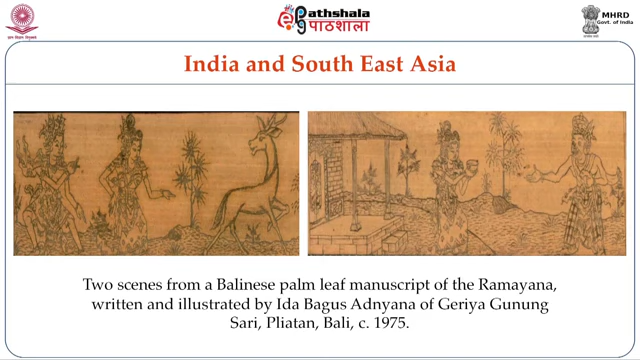 Pathshala
पाठशाला
MHRD
Govt. of India
India and South East Asia
Two scenes from a Balinese palm leaf manuscript of the Ramayana,
written and illustrated by Ida Bagus Adnyana of Geriya Gunung
Sari, Pliatan, Bali, c. 1975.